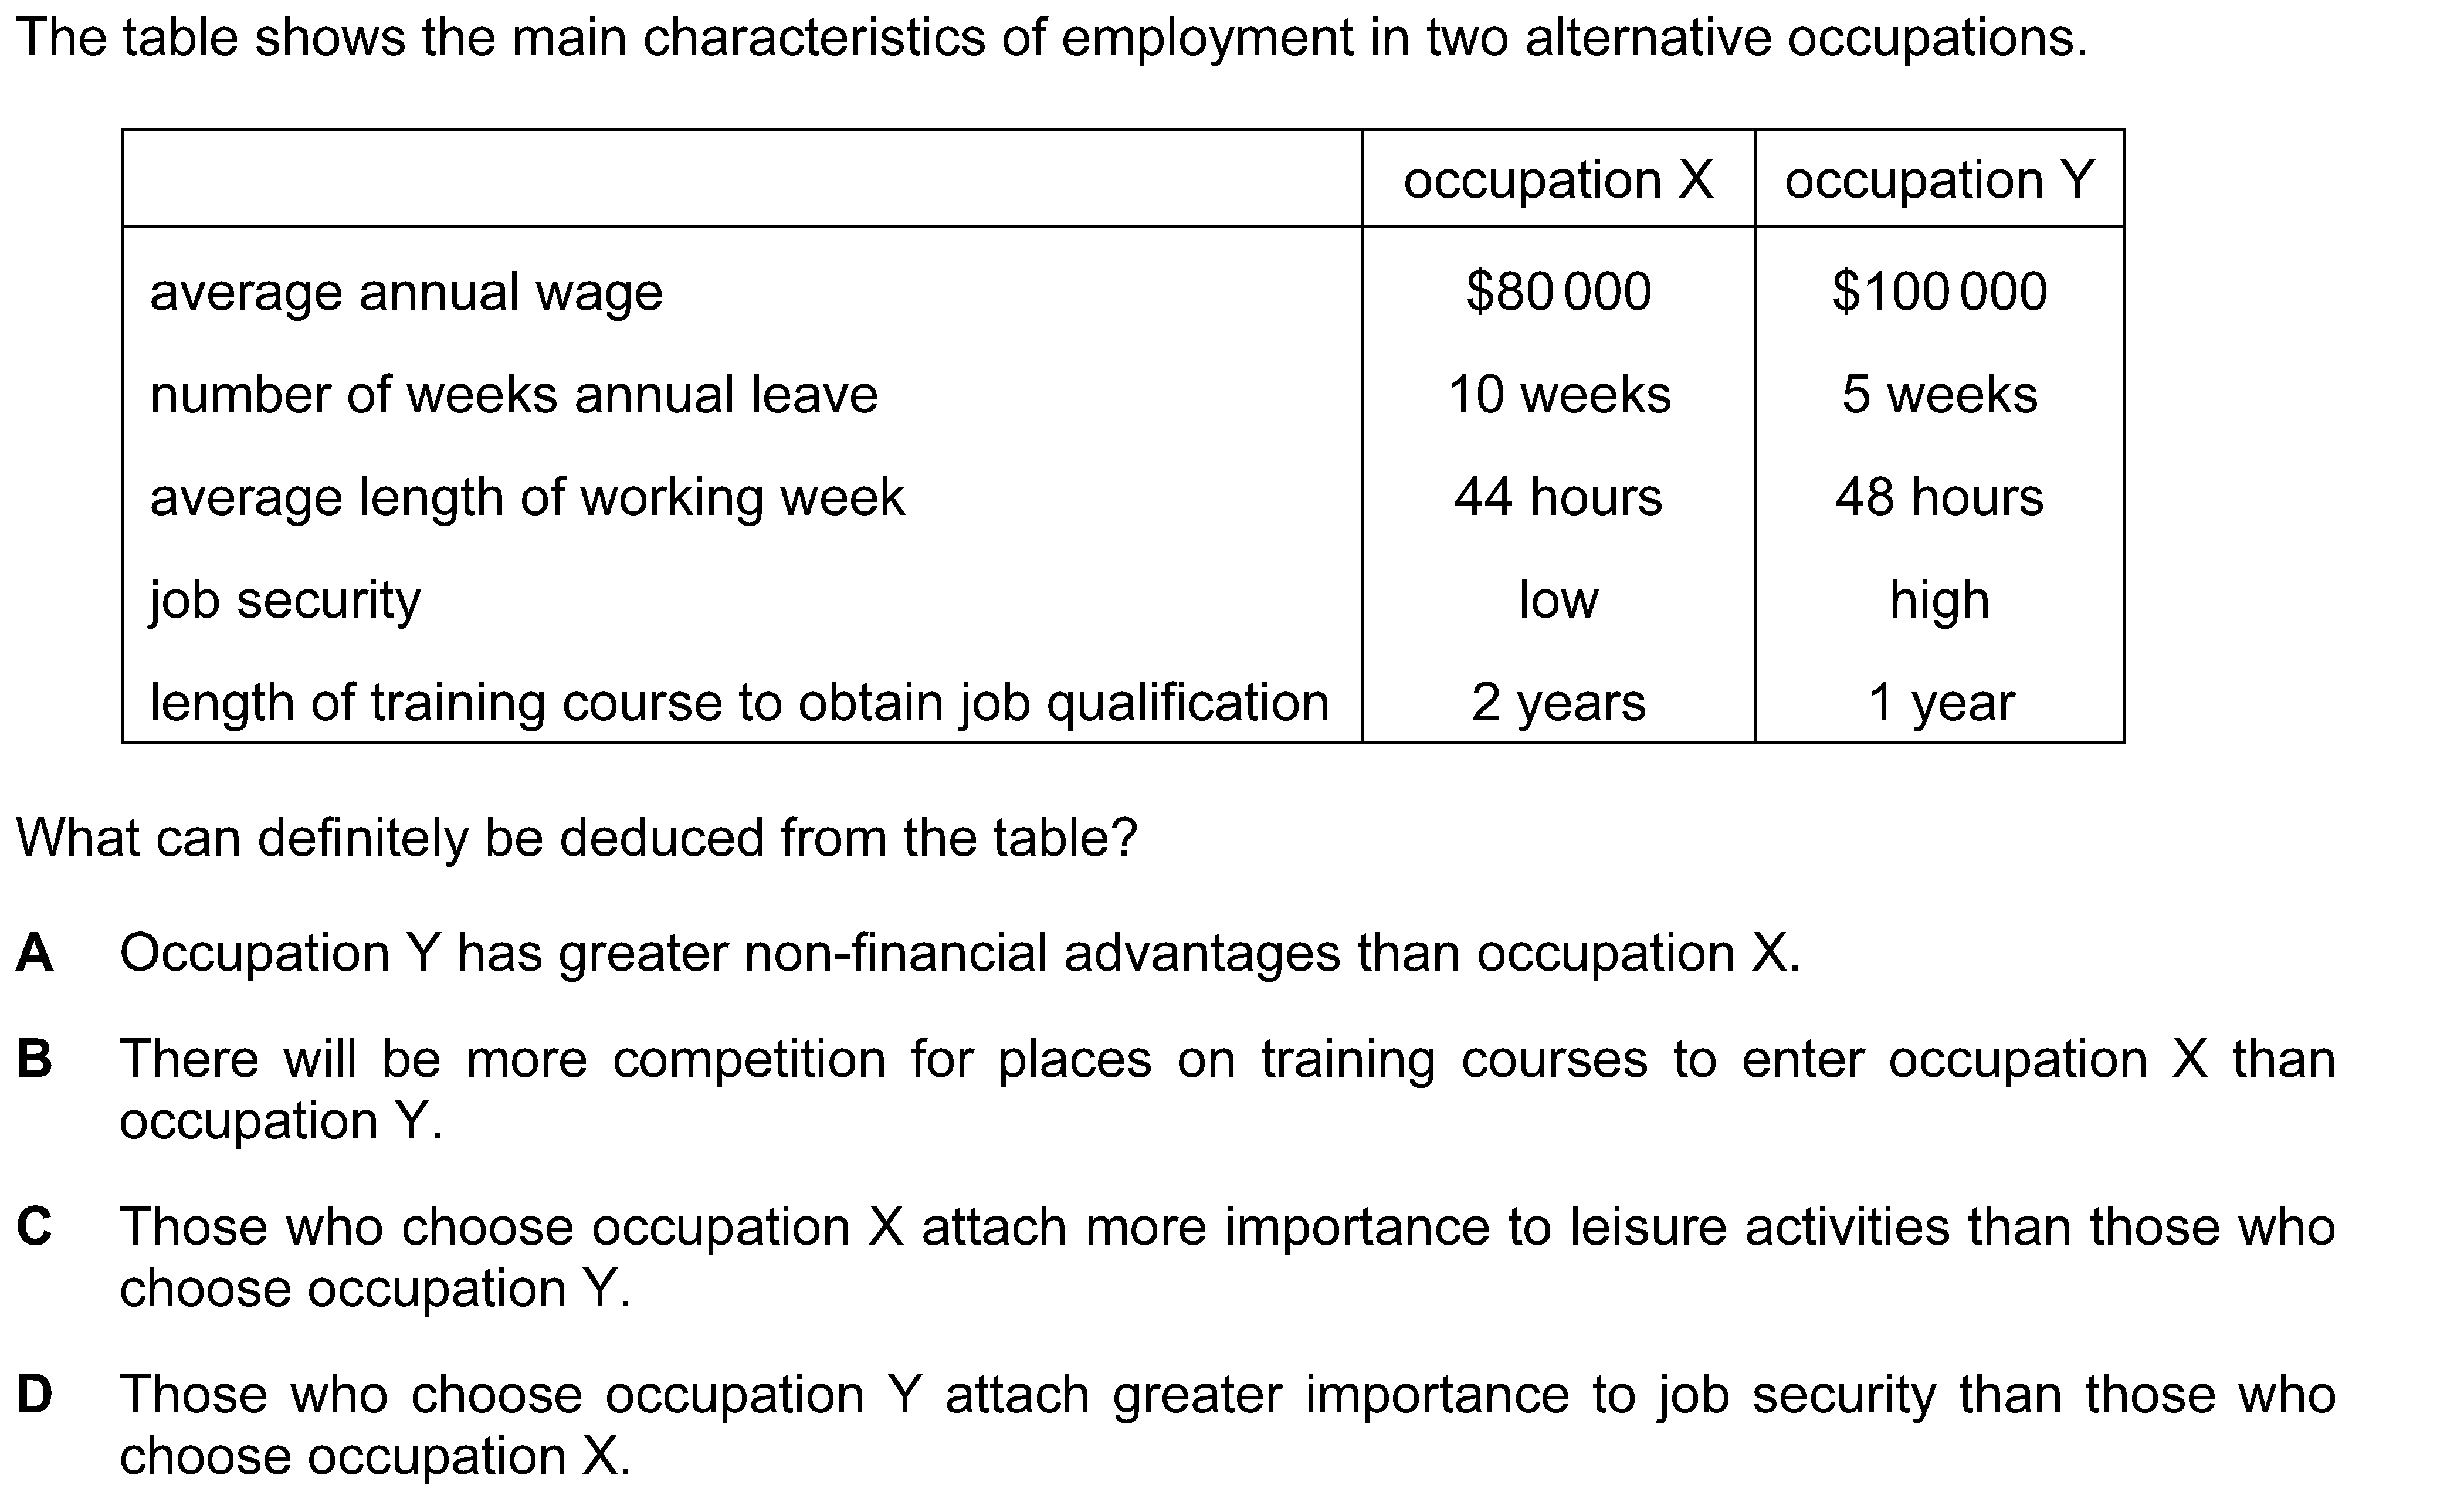 The table shows the main characteristics of employment in two alternative occupations.
occupation X occupation Y
average annual wage $80 000 $100 000
number of weeks annual leave 10 weeks 5 weeks
average length of working week 44 hours 48 hours
job security low high
length of training course to obtain job qualification 2 years 1 year
What can definitely be deduced from the table?
A Occupation Y has greater non-financial advantages than occupation X.
B There will be more competition for places on training courses to enter occupation X than
occupation Y.
C Those who choose occupation X attach more importance to leisure activities than those who
choose occupation Y.
D Those who choose occupation Y attach greater importance to job security than those who
choose occupation X.